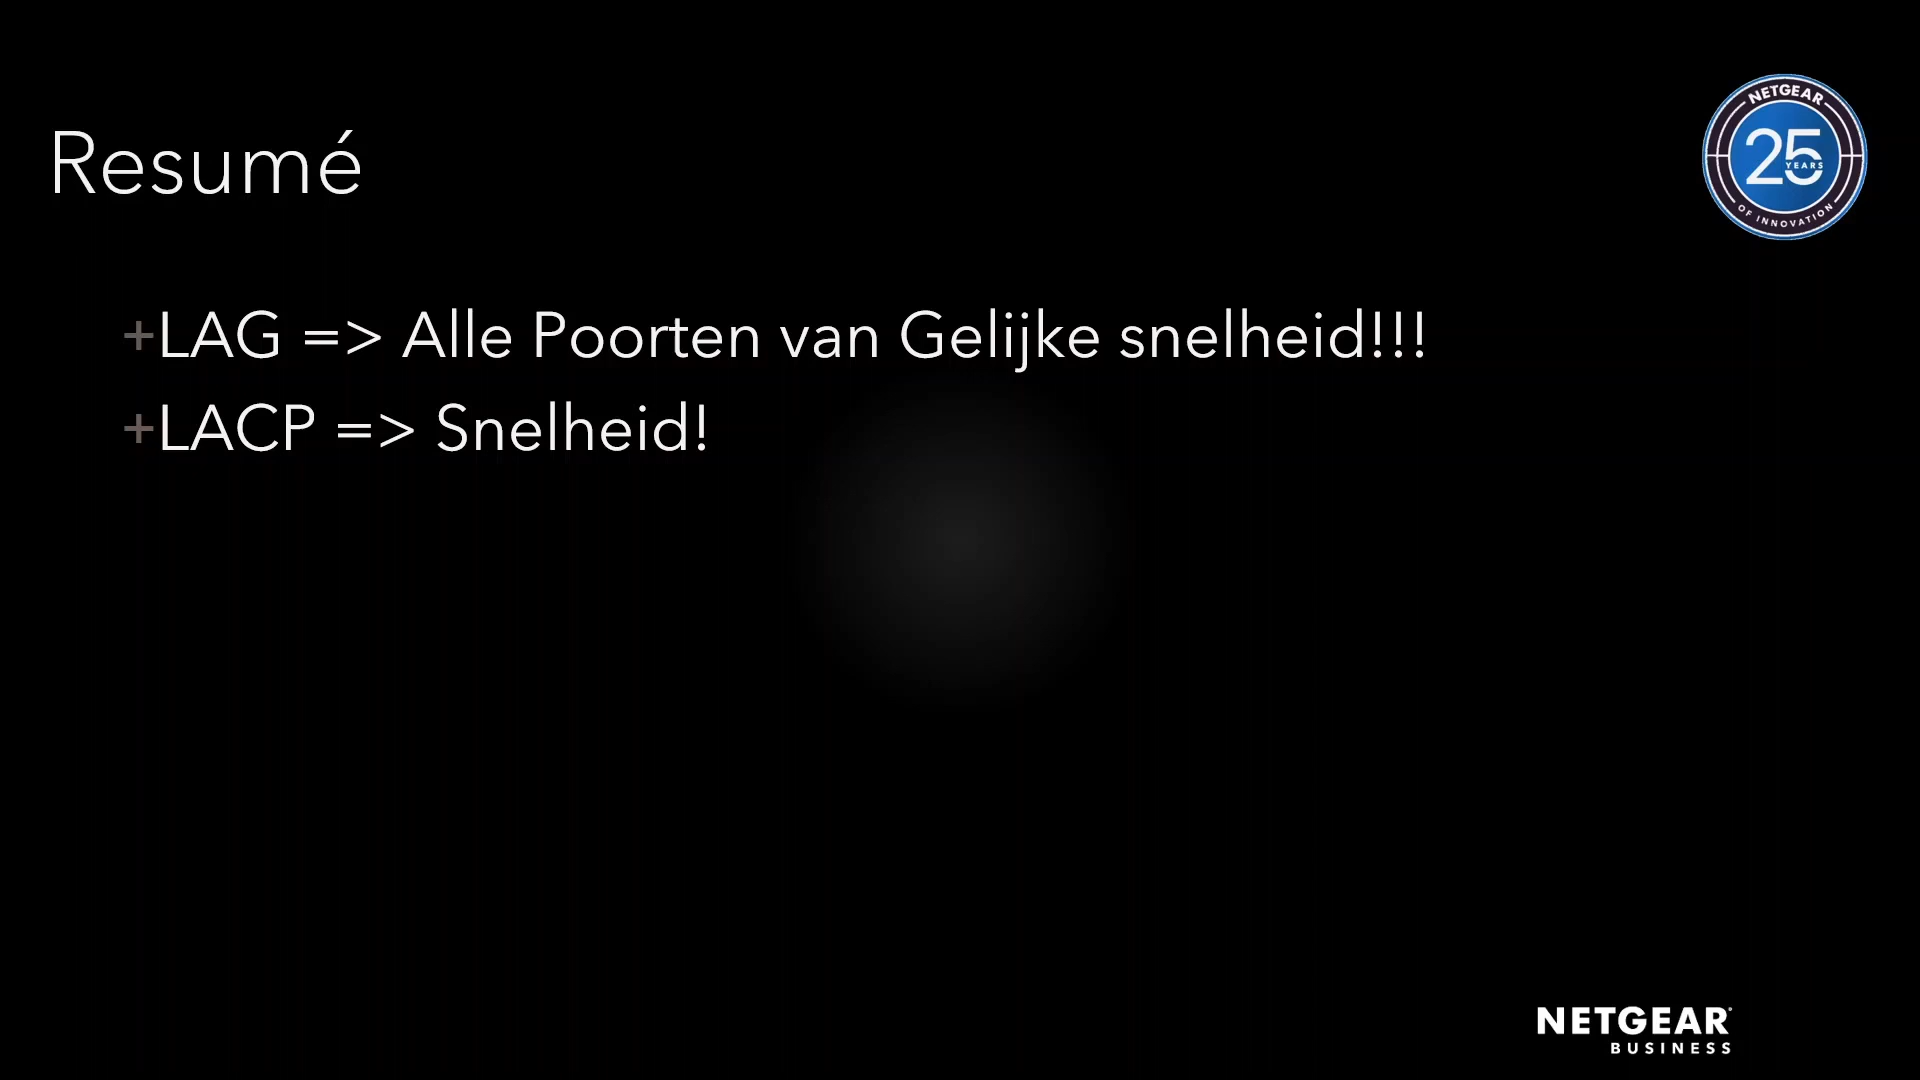 Resumé
NETGEAR
25
YEARS
OF INNOVATION
+LAG => Alle Poorten van Gelijke snelheid!!!
+LACP => Snelheid!
NETGEAR
BUSINESS